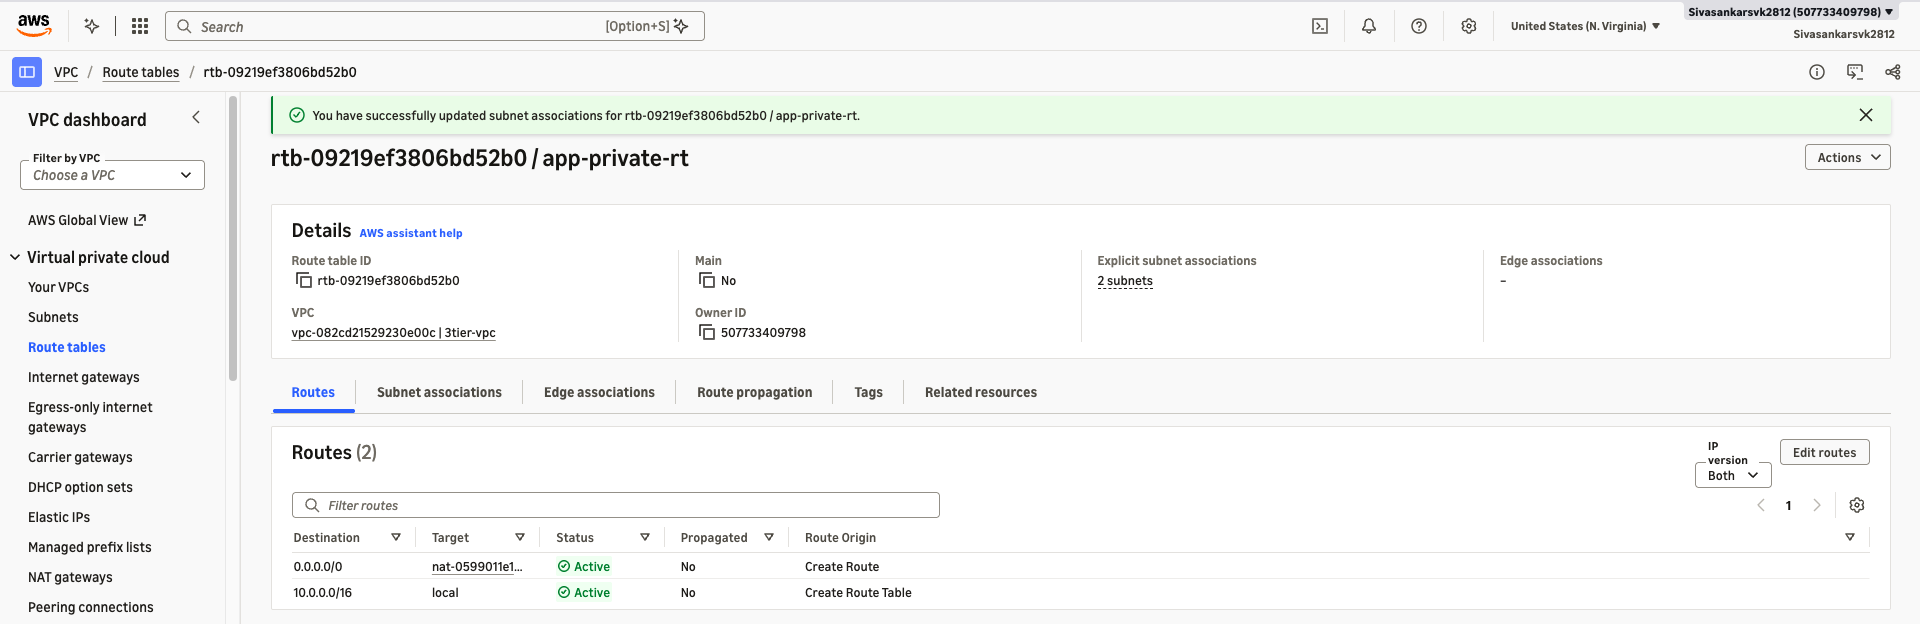 aws
Search
[Option+S]
United States (N. Virginia)
Sivasankarsvk2812 (507733409798)
Sivasankarsvk2812
VPC / Route tables / rtb-09219ef3806bd52b0
VPC dashboard
Filter by VPC
Choose a VPC
AWS Global View
Virtual private cloud
Your VPCs
Subnets
Route tables
Internet gateways
Egress-only internet
gateways
Carrier gateways
DHCP option sets
Elastic IPs
Managed prefix lists
NAT gateways
Peering connections
You have successfully updated subnet associations for rtb-09219ef3806bd52b0 / app-private-rt.
rtb-09219ef3806bd52b0 / app-private-rt
Actions
Details AWS assistant help
Route table ID
rtb-09219ef3806bd52b0
VPC
vpc-082cd21529230e00c | 3tier-vpc
Main
No
Owner ID
507733409798
Explicit subnet associations
2 subnets
Edge associations
–
Routes Subnet associations Edge associations Route propagation Tags Related resources
Routes (2)
IP
version
Both
Edit routes
Filter routes
1
Destination Target Status Propagated Route Origin
0.0.0.0/0 nat-0599011e1... Active No Create Route
10.0.0.0/16 local Active No Create Route Table